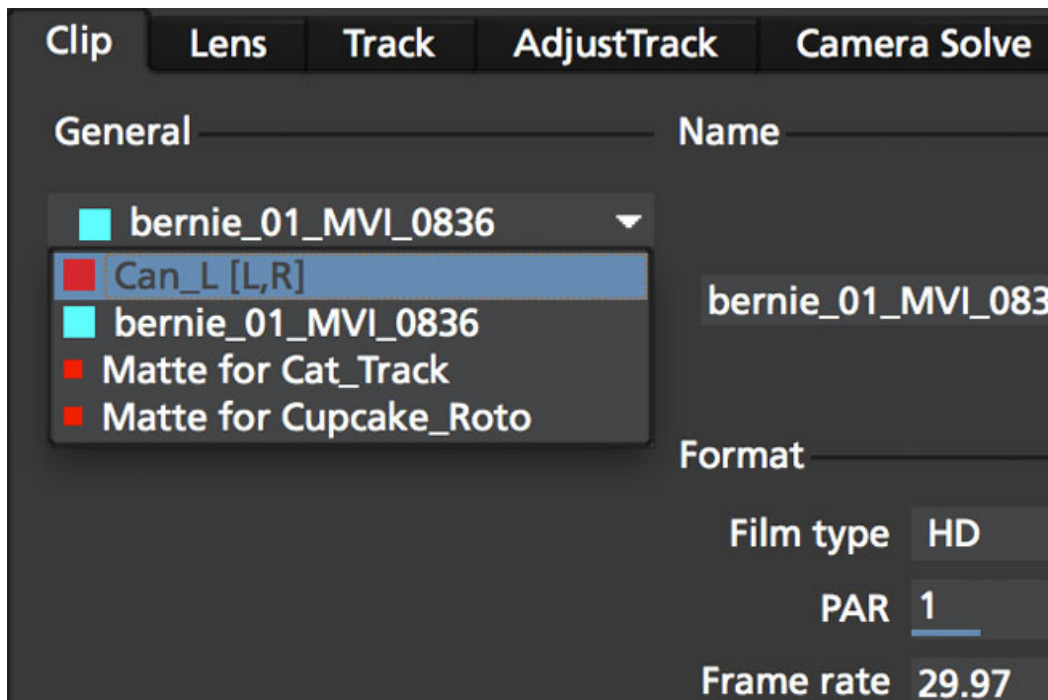 Clip Lens Track AdjustTrack Camera Solve
General
Name
bernie_01_MVI_0836
Can_L [L,R]
bernie_01_MVI_0836
Matte for Cat_Track
Matte for Cupcake_Roto
bernie_01_MVI_083
Format
Film type HD
PAR 1
Frame rate 29.97